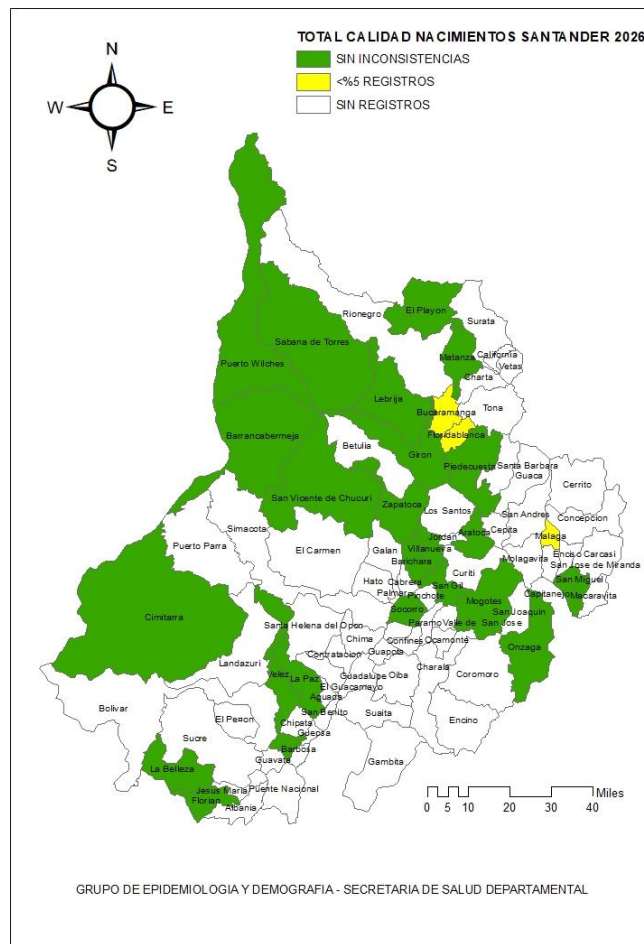 TOTAL CALIDAD NACIMIENTOS SANTANDER 2026
SIN INCONSISTENCIAS
<%5 REGISTROS
SIN REGISTROS
N
W
E
S
Rionegro
El Playon
Surata
Sabana de Torres
Matanza
California
Vetas
Puerto Wilches
Charta
Lebrija
Bucaramanga
Tona
Barrancabermeja
Floridablanca
Betulia
Giron
Piedecuesta
Santa Barbara
Guaca
Cerrito
San Vicente de Chucuri
Zapatoca
Los Santos
San Andres
Concepcion
Simacota
Aratoca
Cepita
Jordan
Malaga
Puerto Parra
El Carmen
Galan
Villanueva
Barichara
Molagavita
Enciso
Carcasi
San Jose de Miranda
Curiti
Hato
Cabrera
San Gil
San Miguel
Palmar
Pinchote
Mogotes
Capitanejo
Macaravita
Cimitarra
Socorro
San Joaquin
Santa Helena del Opon
Paramo
Valle de San Jose
Chima
Confines
Ocamonte
Onzaga
Contratacion
Guapota
Landazuri
Velez
La Paz
Guadalupe
Oiba
Charala
Coromoro
El Guacamayo
Aguada
Bolivar
San Benito
Suaita
El Penon
Chipata
Encino
Guepsa
Sucre
Barbosa
Guavata
Gambita
La Belleza
Jesus Maria
Puente Nacional
Florian
Albania
Miles
0 5 10 20 30 40
GRUPO DE EPIDEMIOLOGIA Y DEMOGRAFIA - SECRETARIA DE SALUD DEPARTAMENTAL